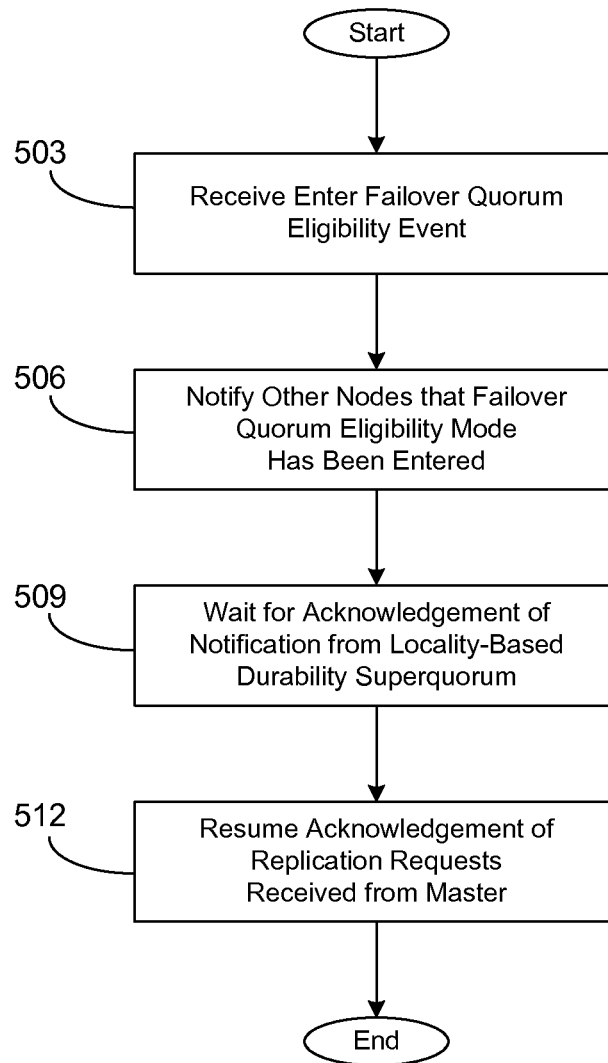 Start
503
Receive Enter Failover Quorum
Eligibility Event
506
Notify Other Nodes that Failover
Quorum Eligibility Mode
Has Been Entered
509
Wait for Acknowledgement of
Notification from Locality-Based
Durability Superquorum
512
Resume Acknowledgement of
Replication Requests
Received from Master
End